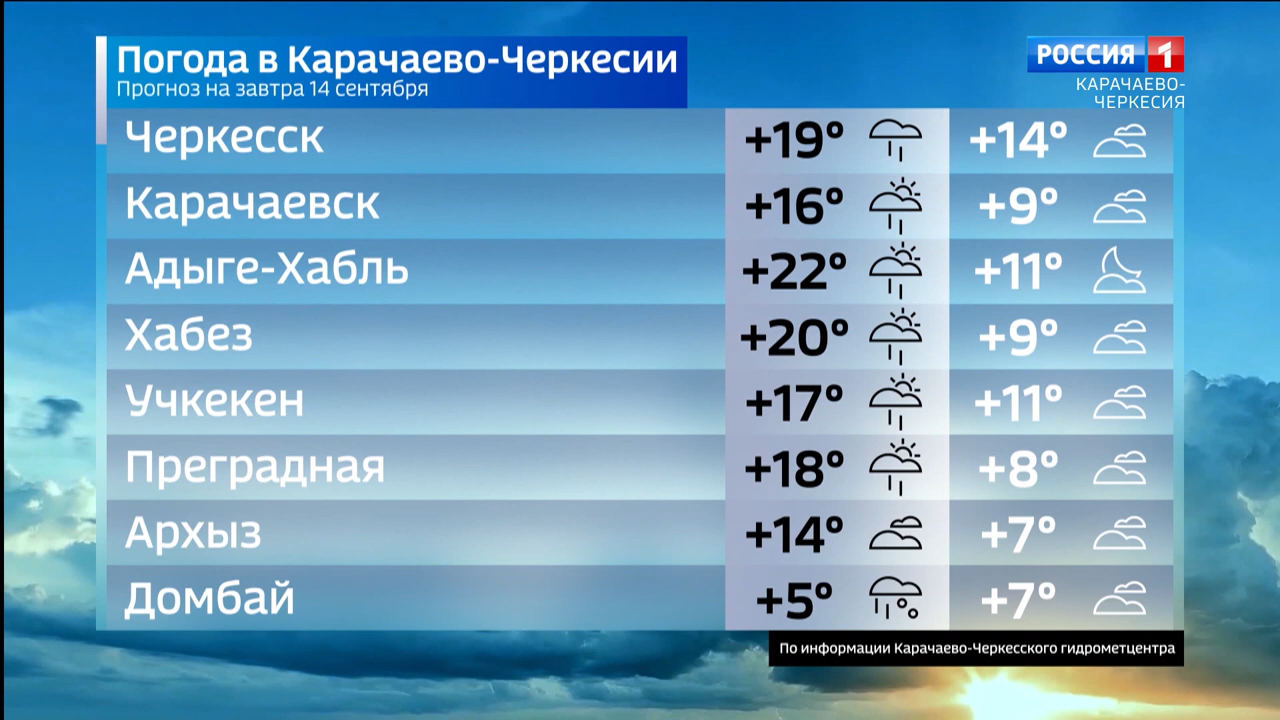 Погода в Карачаево-Черкесии
Прогноз на завтра 14 сентября
РОССИЯ 1
КАРАЧАЕВО-
ЧЕРКЕСИЯ
Черкесск +19° +14°
Карачаевск +16° +9°
Адыге-Хабль +22° +11°
Хабез +20° +9°
Учкекен +17° +11°
Преградная +18° +8°
Архыз +14° +7°
Домбай +5° +7°
По информации Карачаево-Черкесского гидрометцентра